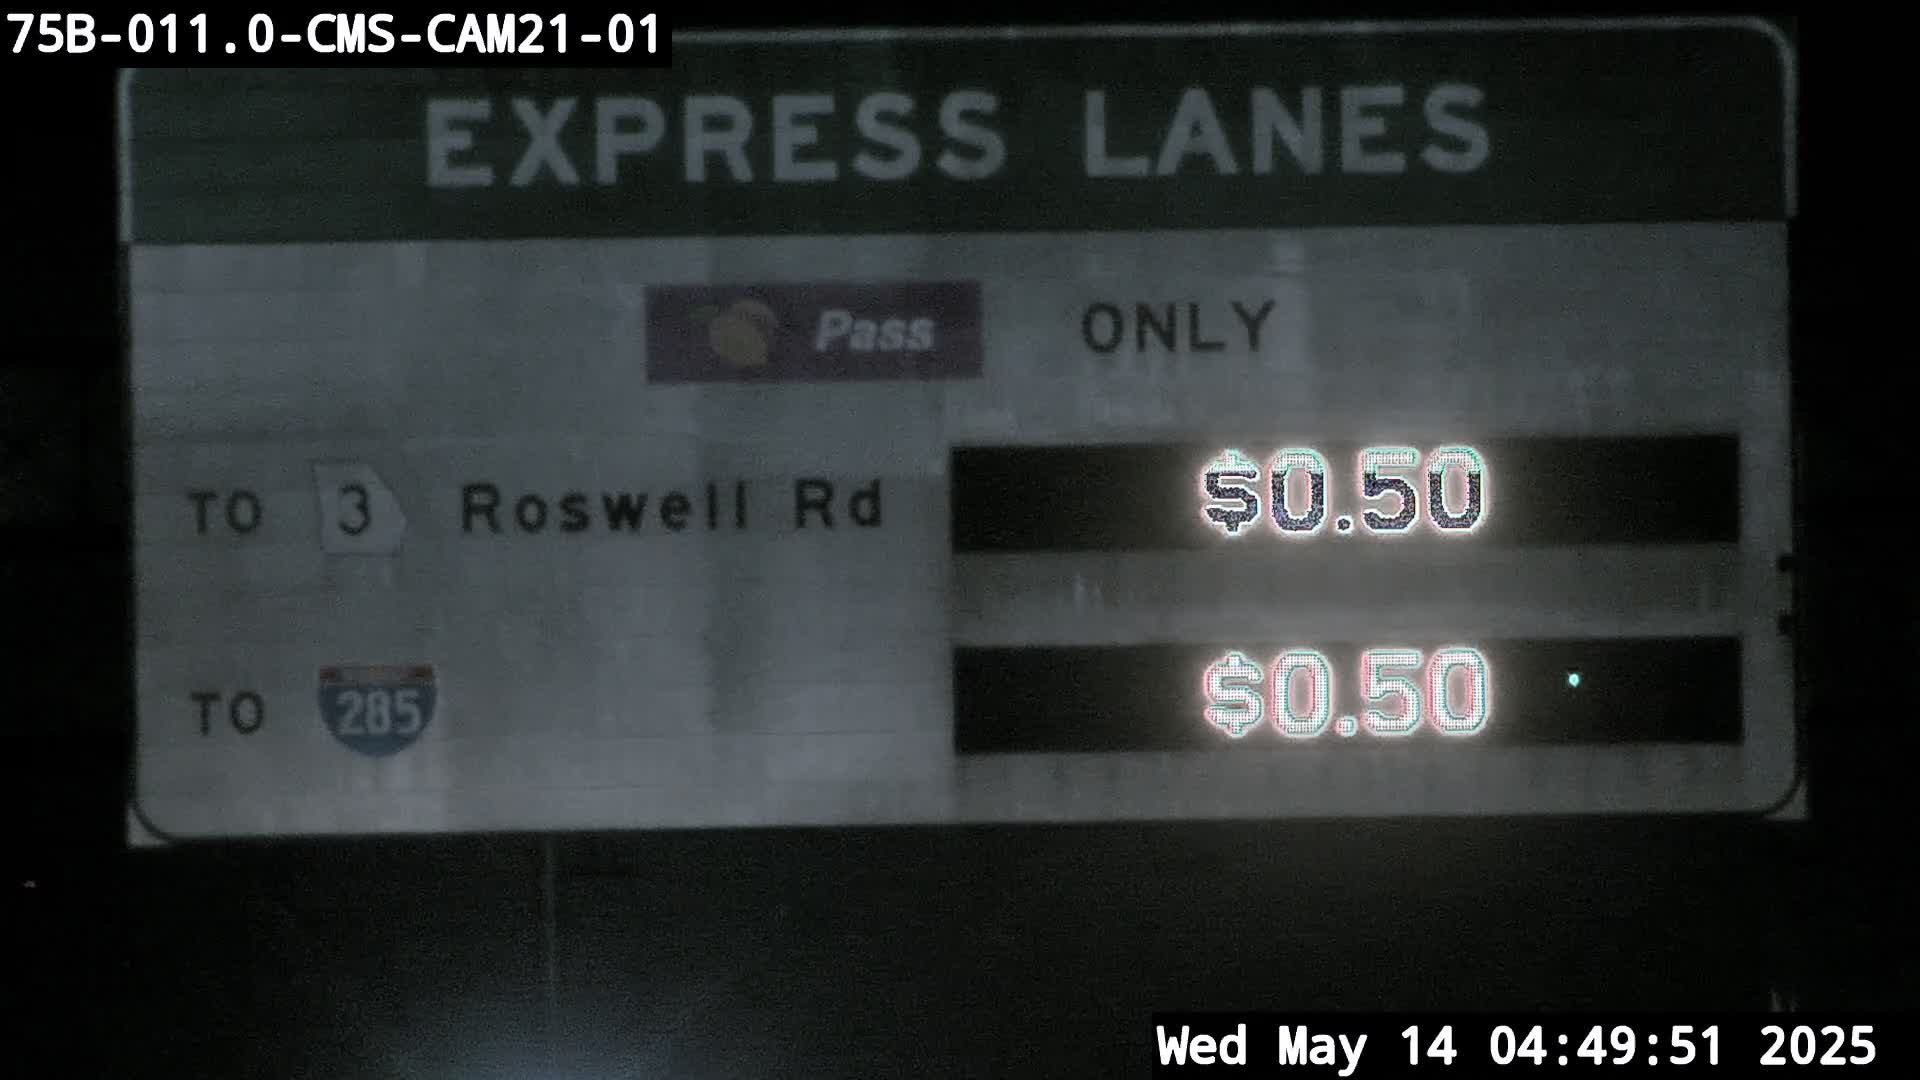 75B-011.0-CMS-CAM21-01
EXPRESS LANES
Pass ONLY
TO 3 Roswell Rd $0.50
TO 285 $0.50
Wed May 14 04:49:51 2025